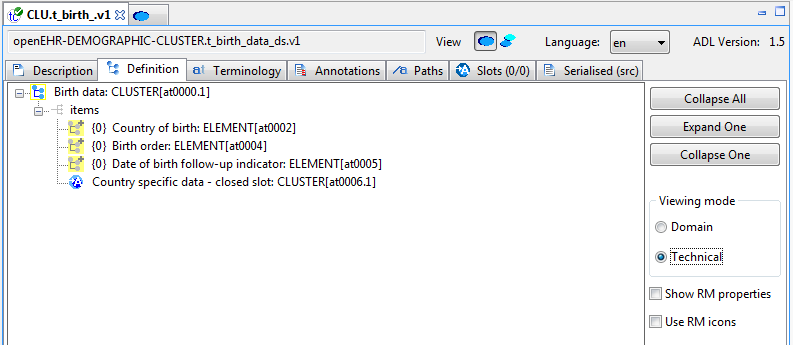 CLU.t_birth_.v1
openEHR-DEMOGRAPHIC-CLUSTER.t_birth_data_ds.v1 View Language: en ADL Version: 1.5
Description Definition Terminology Annotations Paths Slots (0/0) Serialised (src)
Birth data: CLUSTER[at0000.1]
items
{0} Country of birth: ELEMENT[at0002]
{0} Birth order: ELEMENT[at0004]
{0} Date of birth follow-up indicator: ELEMENT[at0005]
Country specific data - closed slot: CLUSTER[at0006.1]
Collapse All
Expand One
Collapse One
Viewing mode
Domain
Technical
Show RM properties
Use RM icons